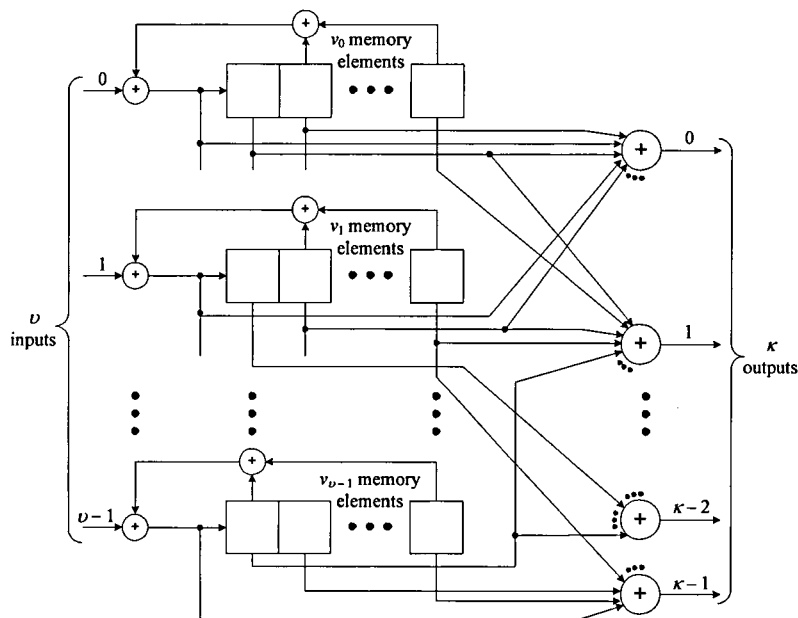 +
v₀ memory
elements
0
+
0
+
+
v₁ memory
elements
1
+
1
+
υ
inputs
κ
outputs
+
v_{υ−1} memory
elements
υ−1
+
κ−2
+
κ−1
+